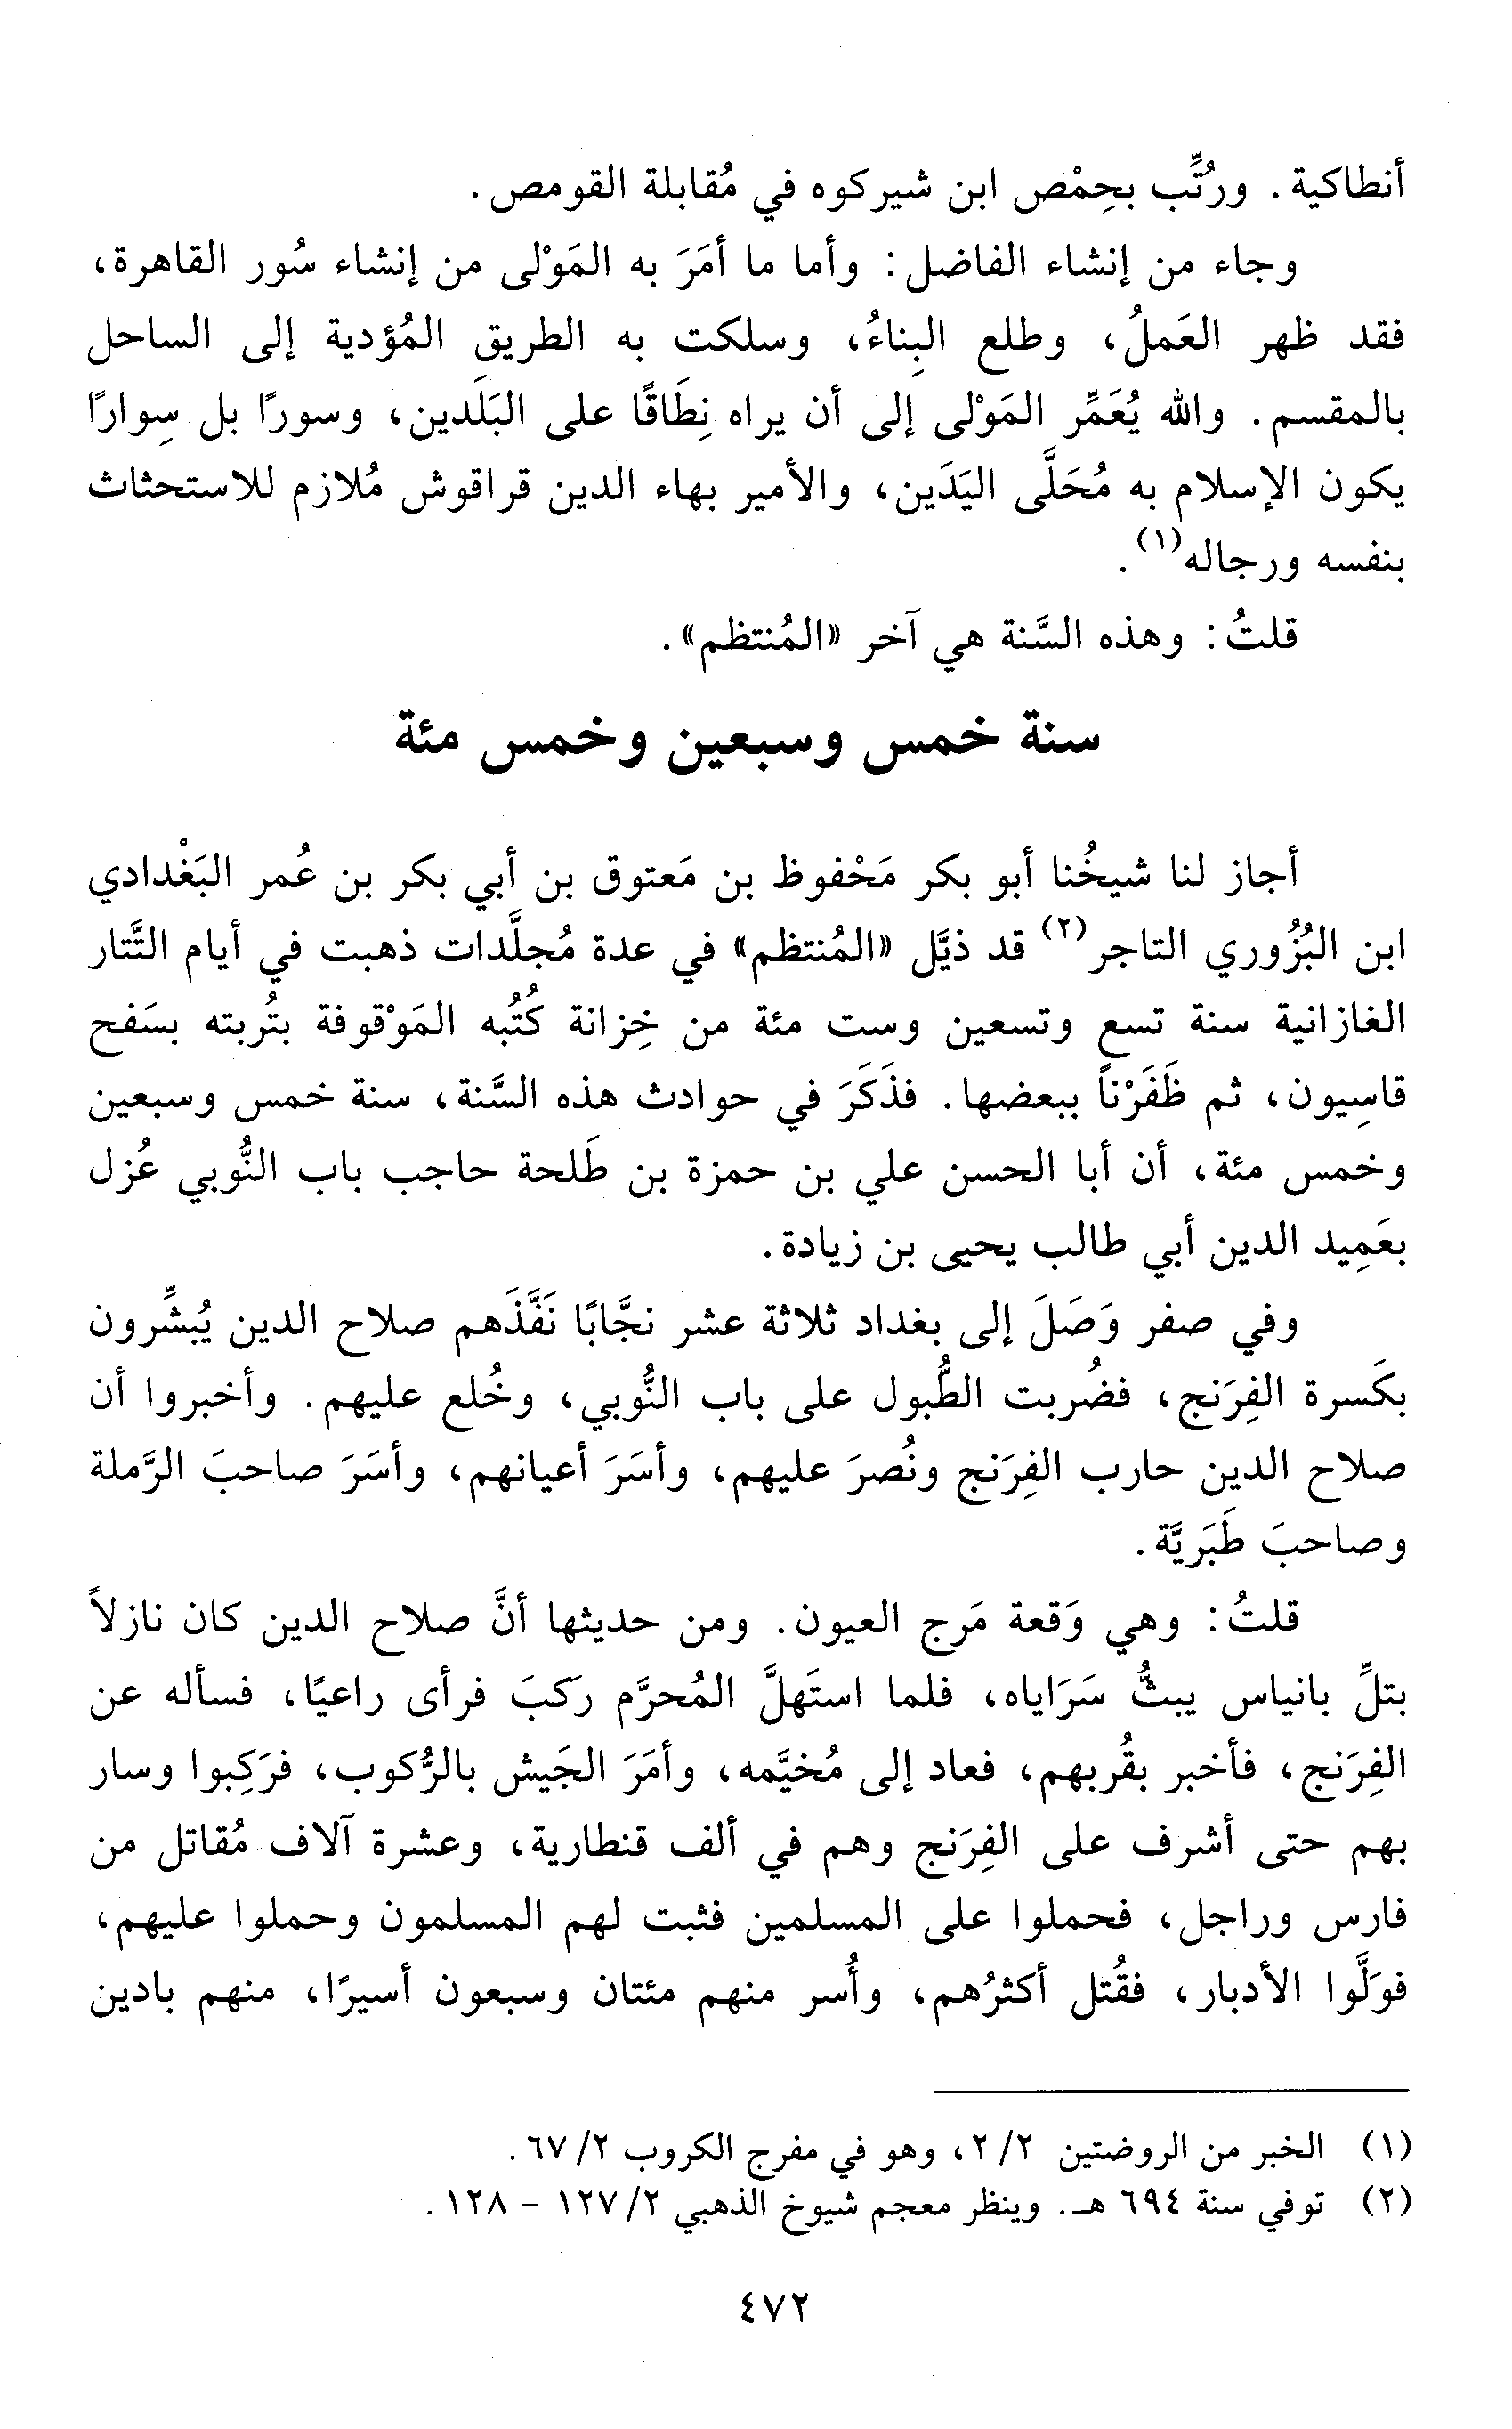 أنطاكية. ورُتِّب بحِمْص ابن شيركوه في مُقابلة القومص.
وجاء من إنشاء الفاضل: وأما ما أمَرَ به المَوْلى من إنشاء سُور القاهرة،
فقد ظهر العَملُ، وطلع البِناءُ، وسلكت به الطريقِ المُؤدية إلى الساحل
بالمقسم. والله يُعَمِّر المَوْلى إلى أن يراه نِطَاقًا على البَلَدين، وسورًا بل سِوارًا
يكون الإسلام به مُحَلَّى اليَدَين، والأمير بهاء الدين قراقوش مُلازم للاستحثاث
بنفسه ورجاله(١).
قلتُ: وهذه السَّنة هي آخر «المُنتظم».
سنة خمس وسبعين وخمس مئة
أجاز لنا شيخُنا أبو بكر مَحْفوظ بن مَعتوق بن أبي بكر بن عُمر البَغْدادي
ابن البُزُوري التاجر(٢) قد ذيَّل «المُنتظم» في عدة مُجلَّدات ذهبت في أيام التَّتار
الغازانية سنة تسع وتسعين وست مئة من خِزانة كُتُبه المَوْقوفة بتُربته بسَفح
قاسِيون، ثم ظَفَرْناً ببعضها. فذَكَرَ في حوادث هذه السَّنة، سنة خمس وسبعين
وخمس مئة، أن أبا الحسن علي بن حمزة بن طَلحة حاجب باب النُّوبي عُزل
بعَمِيد الدين أبي طالب يحيى بن زيادة.
وفي صفر وَصَلَ إلى بغداد ثلاثة عشر نجَّابًا نَفَّذَهم صلاح الدين يُبشِّرون
بكَسرة الفِرَنج، فضُربت الطُّبول على باب النُّوبي، وخُلع عليهم. وأخبروا أن
صلاح الدين حارب الفِرَنج ونُصرَ عليهم، وأسَرَ أعيانهم، وأسَرَ صاحبَ الرَّملة
وصاحبَ طَبَريَّة.
قلتُ: وهي وَقعة مَرج العيون. ومن حديثها أنَّ صلاح الدين كان نازلاً
بتلِّ بانياس يبثُّ سَرَاياه، فلما استَهلَّ المُحرَّم ركبَ فرأى راعيًا، فسأله عن
الفِرَنج، فأخبر بقُربهم، فعاد إلى مُخيَّمه، وأمَرَ الجَيش بالرُّكوب، فرَكِبوا وسار
بهم حتى أشرف على الفِرَنج وهم في ألف قنطارية، وعشرة آلاف مُقاتل من
فارس وراجل، فحملوا على المسلمين فثبت لهم المسلمون وحملوا عليهم،
فوَلَّوا الأدبار، فقُتل أكثرُهم، وأُسر منهم مئتان وسبعون أسيرًا، منهم بادين
(١) الخبر من الروضتين ٢/ ٢، وهو في مفرج الكروب ٢/ ٦٧.
(٢) توفي سنة ٦٩٤ هـ. وينظر معجم شيوخ الذهبي ٢/ ١٢٧ - ١٢٨.
٤٧٢